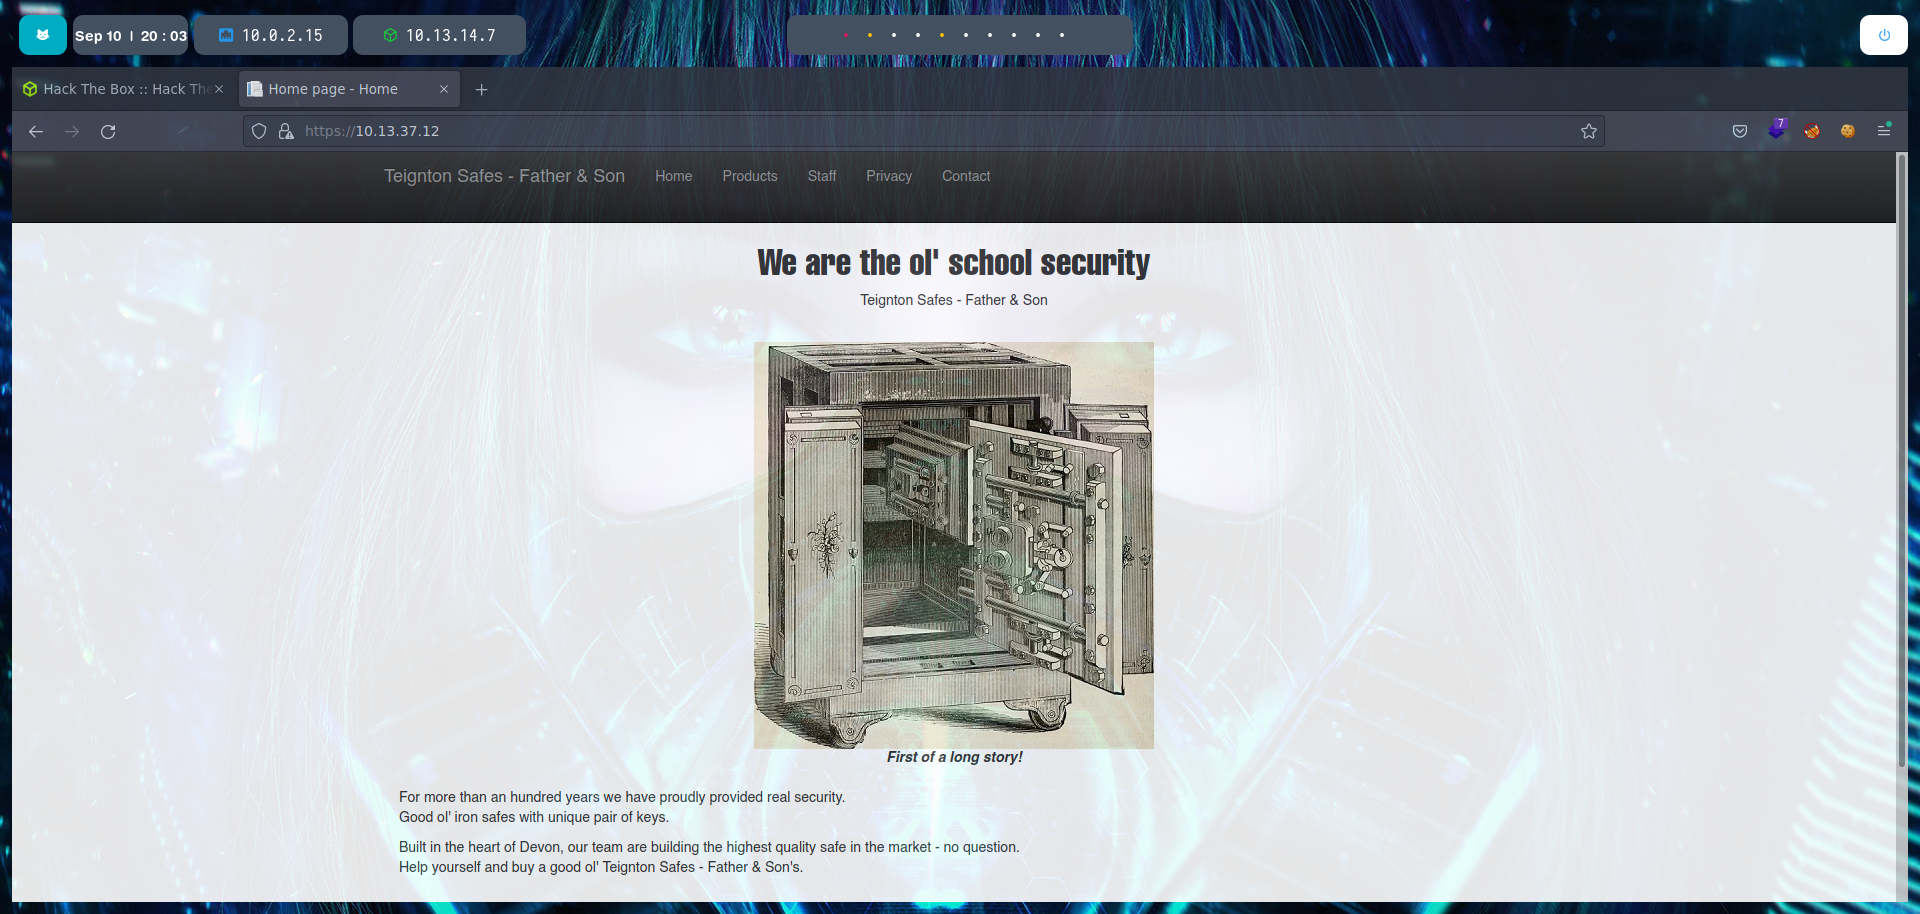 Sep 10 | 20 : 03
10.0.2.15
10.13.14.7
Hack The Box :: Hack The
Home page - Home
https://10.13.37.12
7
Teignton Safes - Father & Son
Home
Products
Staff
Privacy
Contact
We are the ol' school security
Teignton Safes - Father & Son
First of a long story!
For more than an hundred years we have proudly provided real security.
Good ol' iron safes with unique pair of keys.
Built in the heart of Devon, our team are building the highest quality safe in the market - no question.
Help yourself and buy a good ol' Teignton Safes - Father & Son's.